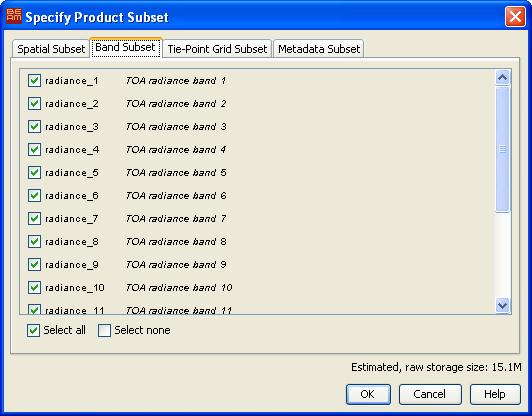 BEAM Specify Product Subset
Spatial Subset Band Subset Tie-Point Grid Subset Metadata Subset
radiance_1 TOA radiance band 1
radiance_2 TOA radiance band 2
radiance_3 TOA radiance band 3
radiance_4 TOA radiance band 4
radiance_5 TOA radiance band 5
radiance_6 TOA radiance band 6
radiance_7 TOA radiance band 7
radiance_8 TOA radiance band 8
radiance_9 TOA radiance band 9
radiance_10 TOA radiance band 10
radiance_11 TOA radiance band 11
Select all Select none
Estimated, raw storage size: 15.1M
OK Cancel Help